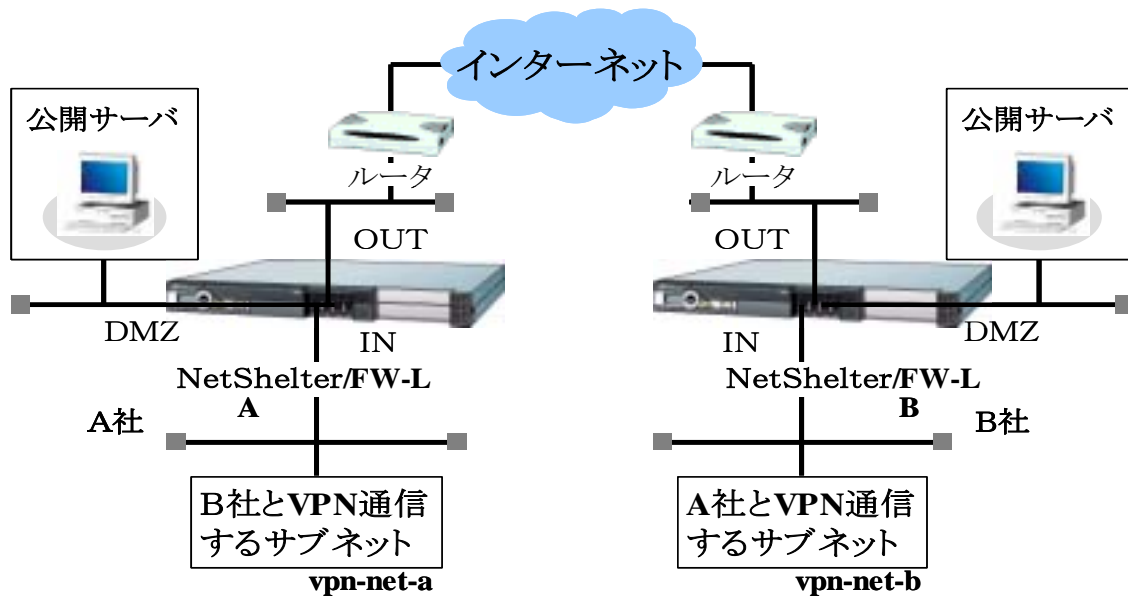 インターネット
公開サーバ
公開サーバ
ルータ
ルータ
OUT
OUT
DMZ
IN
IN
DMZ
NetShelter/FW-L
A
NetShelter/FW-L
B
A社
B社
B社とVPN通信
するサブネット
vpn-net-a
A社とVPN通信
するサブネット
vpn-net-b